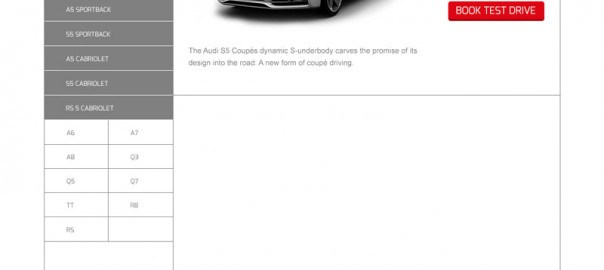 A5 SPORTBACK
S5 SPORTBACK
A5 CABRIOLET
S5 CABRIOLET
RS 5 CABRIOLET
A6 A7
A8 Q3
Q5 Q7
TT R8
RS
BOOK TEST DRIVE
The Audi S5 Coupés dynamic S-underbody carves the promise of its
design into the road: A new form of coupé driving.